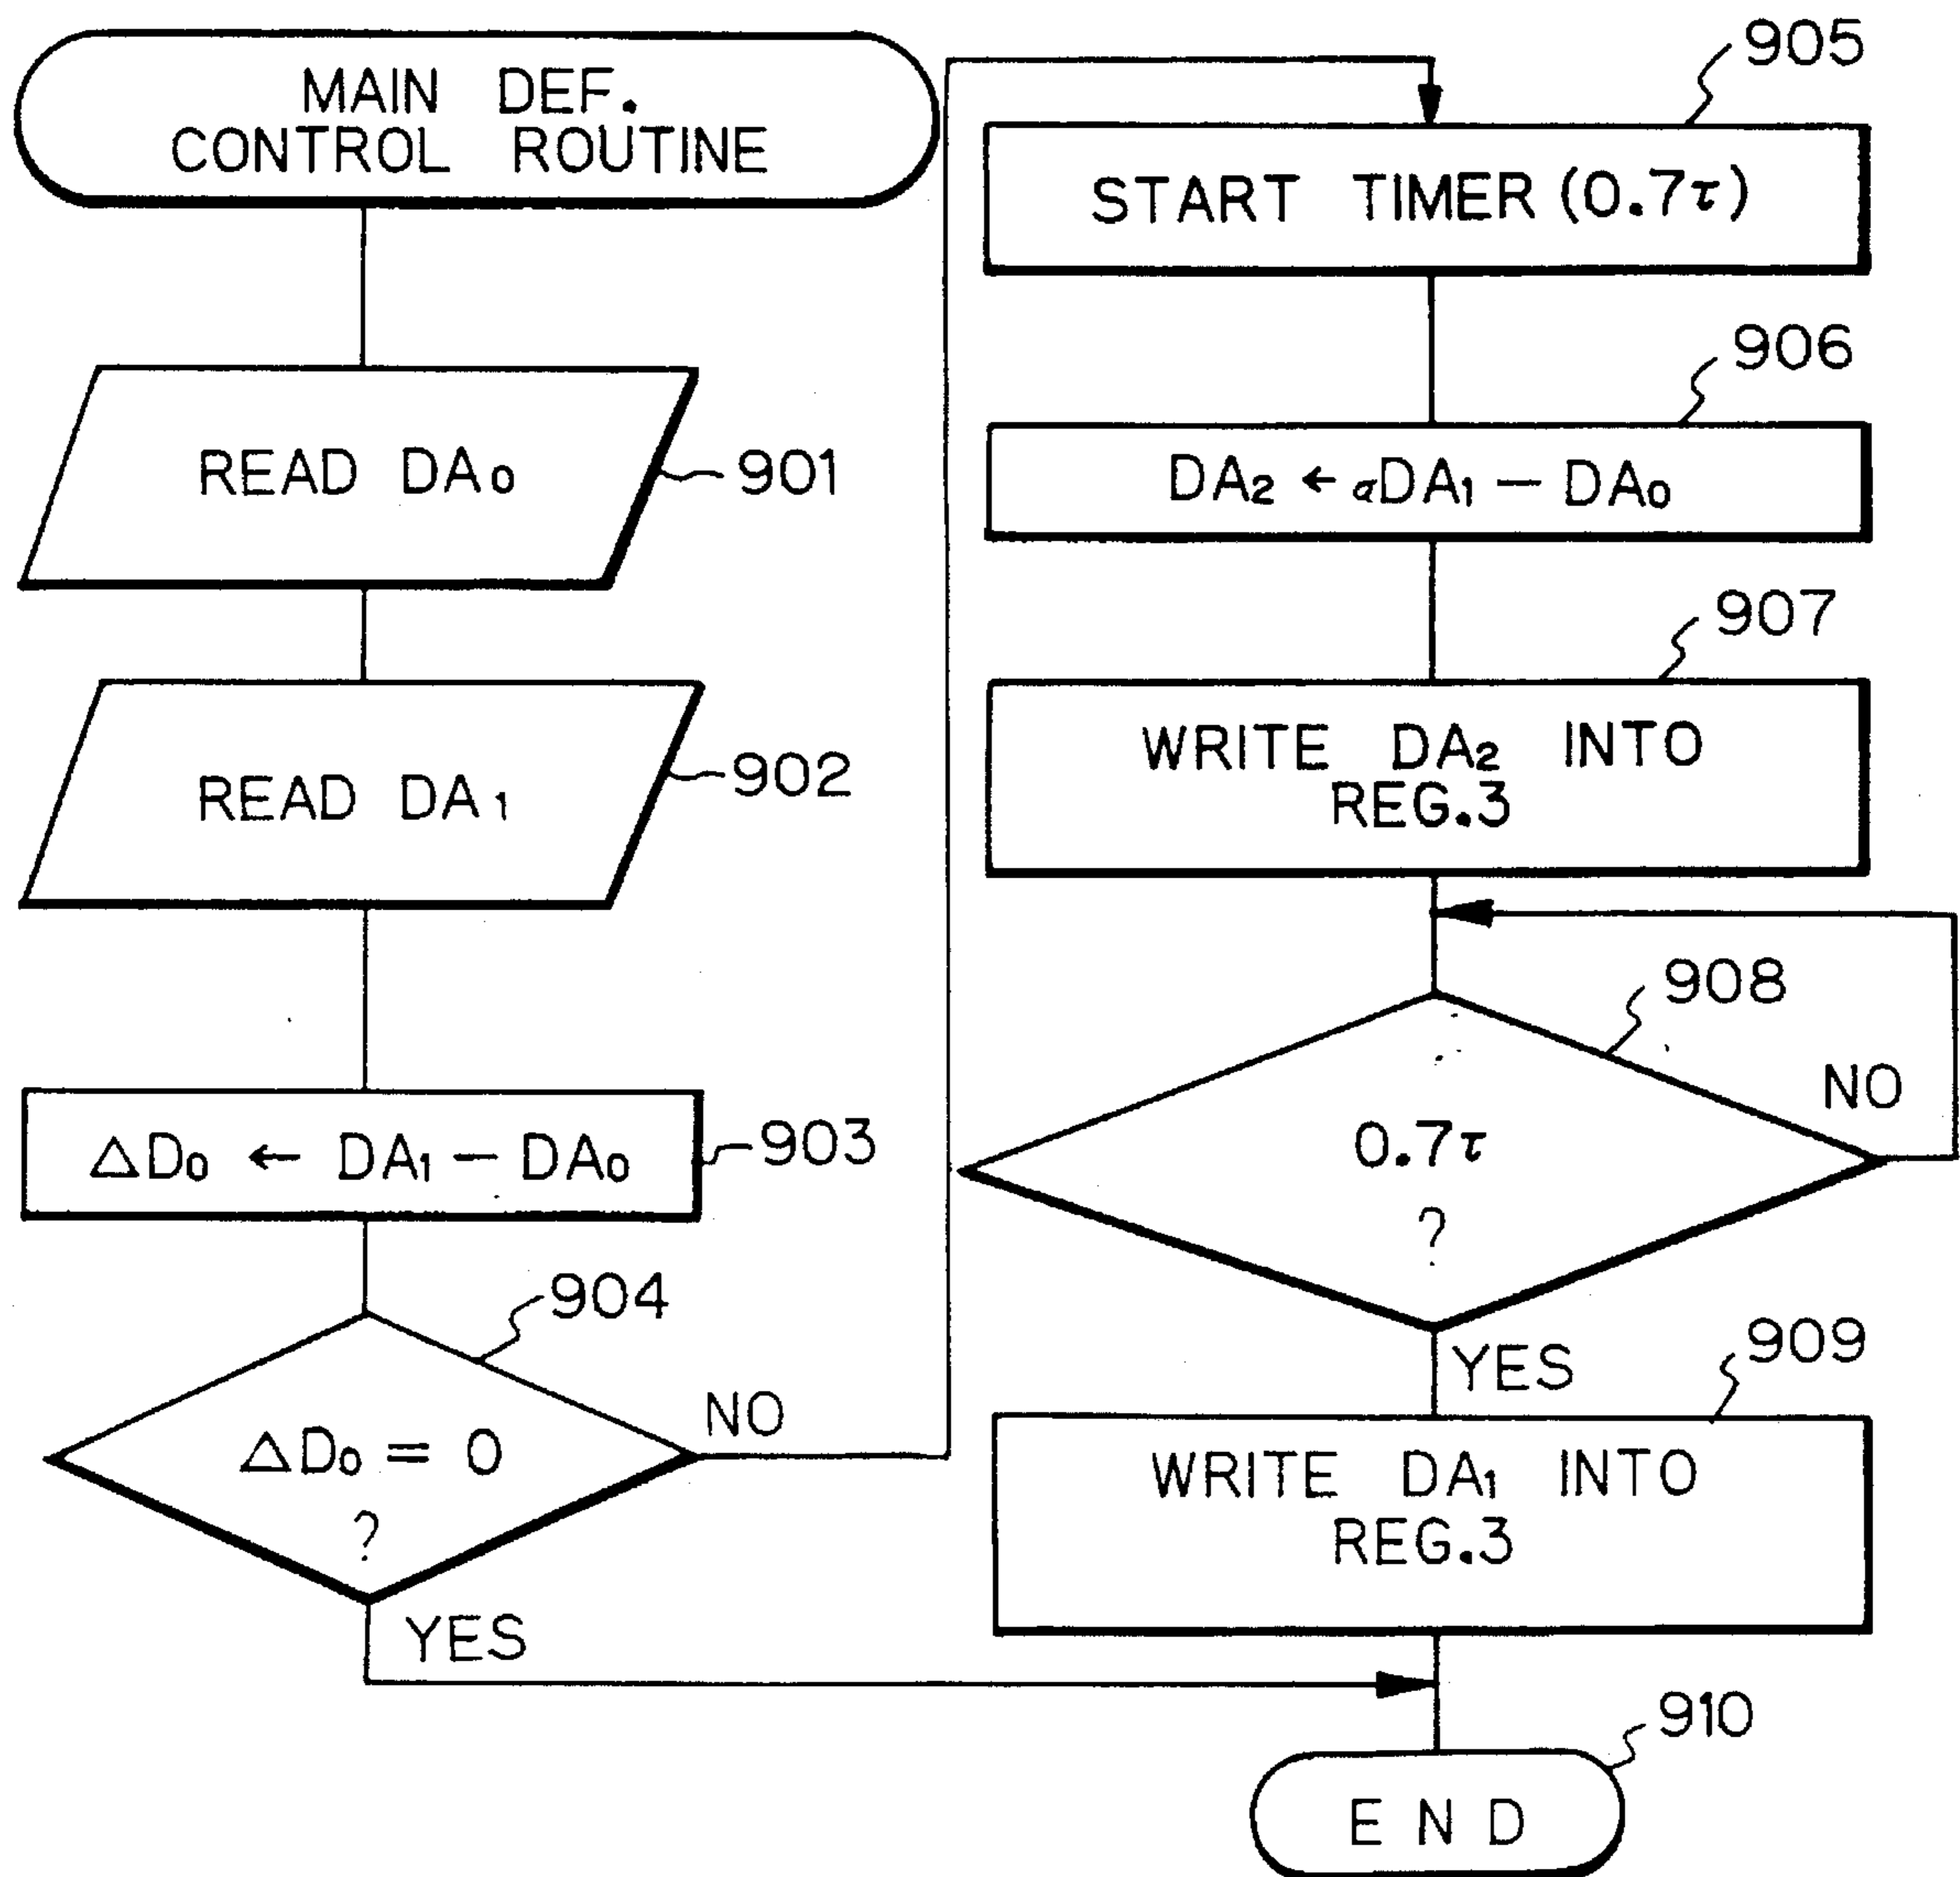 MAIN DEF.
CONTROL ROUTINE
READ DA₀
901
READ DA₁
902
ΔD₀ ← DA₁ − DA₀
903
904
ΔD₀ = 0
?
NO
YES
905
START TIMER (0.7τ)
906
DA₂ ← αDA₁ − DA₀
907
WRITE DA₂ INTO
REG.3
908
0.7τ
?
NO
YES
909
WRITE DA₁ INTO
REG.3
910
END